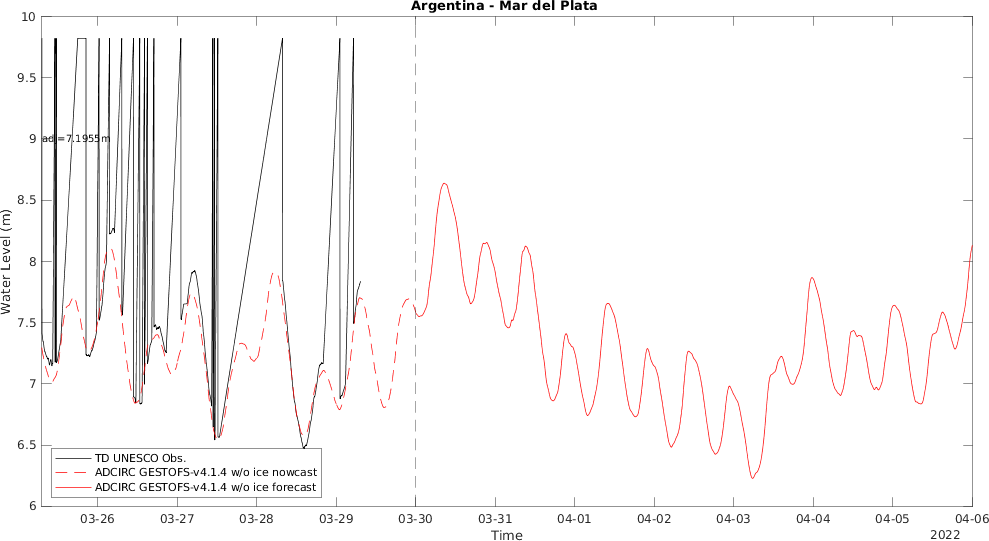 Argentina - Mar del Plata
Water Level (m)
10
9.5
9
8.5
8
7.5
7
6.5
6
ad =7.1955m
TD UNESCO Obs.
ADCIRC GESTOFS-v4.1.4 w/o ice nowcast
ADCIRC GESTOFS-v4.1.4 w/o ice forecast
03-26 03-27 03-28 03-29 03-30 03-31 04-01 04-02 04-03 04-04 04-05 04-06
Time
2022